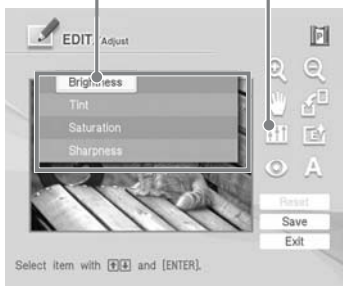 EDIT /Adjust
P
Brightness
Tint
Saturation
Sharpness
E
A
Reset
Save
Exit
Select item with [↑][↓] and [ENTER].